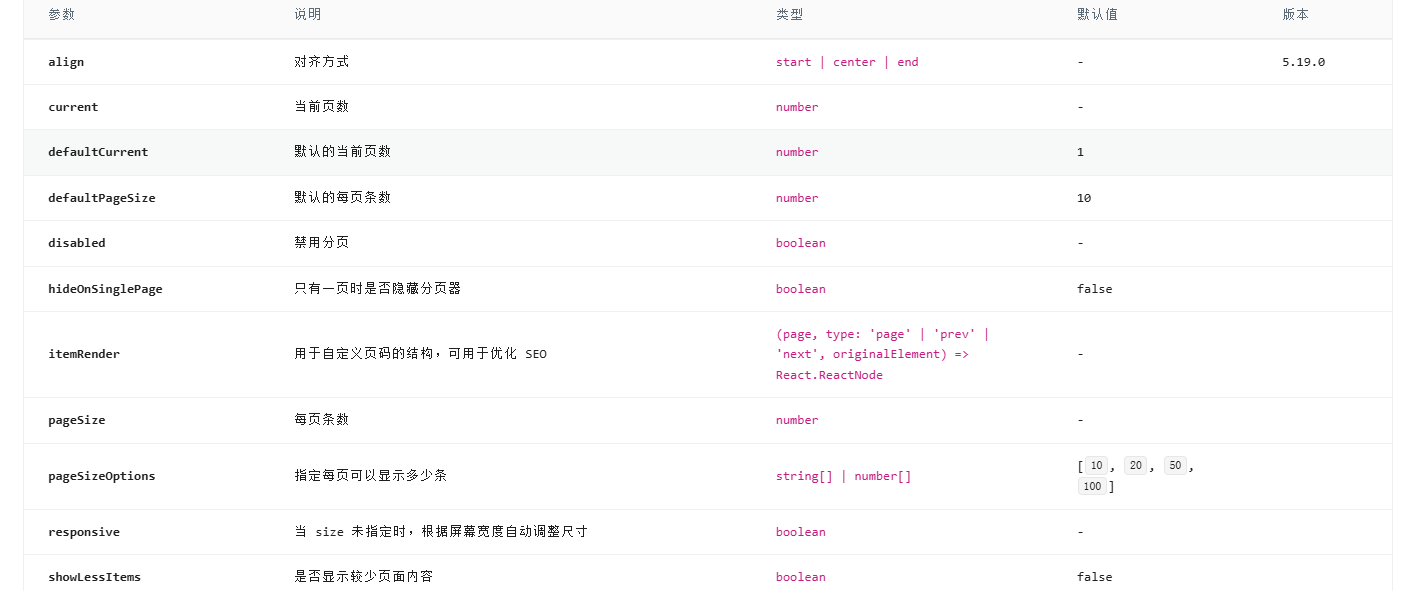 参数 说明 类型 默认值 版本
align 对齐方式 start | center | end - 5.19.0
current 当前页数 number -
defaultCurrent 默认的当前页数 number 1
defaultPageSize 默认的每页条数 number 10
disabled 禁用分页 boolean -
hideOnSinglePage 只有一页时是否隐藏分页器 boolean false
(page, type: 'page' | 'prev' |
itemRender 用于自定义页码的结构，可用于优化 SEO 'next', originalElement) => -
React.ReactNode
pageSize 每页条数 number -
pageSizeOptions 指定每页可以显示多少条 string[] | number[] [ 10 , 20 , 50 ,
100 ]
responsive 当 size 未指定时，根据屏幕宽度自动调整尺寸 boolean -
showLessItems 是否显示较少页面内容 boolean false